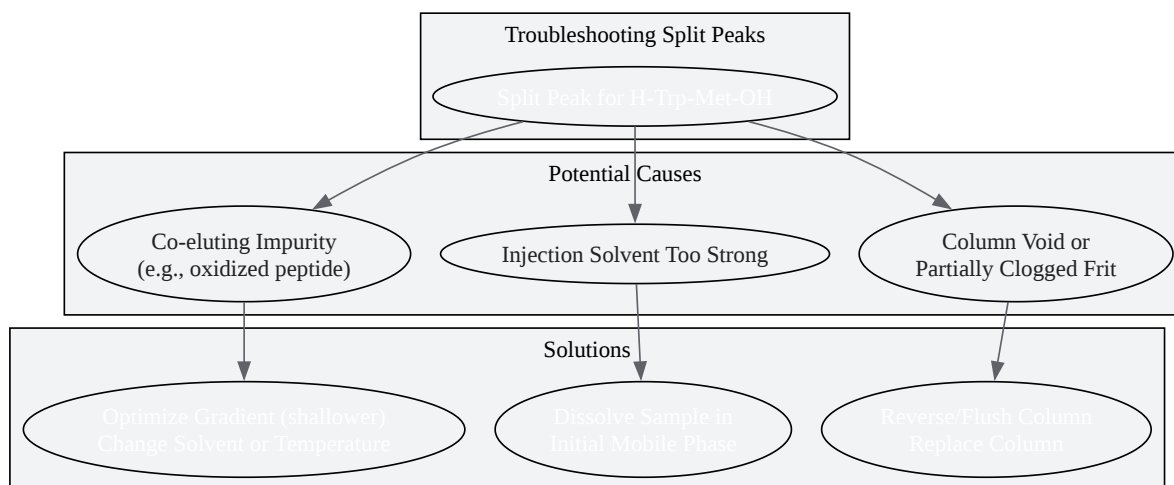 Troubleshooting Split Peaks
Split Peak for H-Trp-Met-OH
Potential Causes
Co-eluting Impurity
(e.g., oxidized peptide)
Injection Solvent Too Strong
Column Void or
Partially Clogged Frit
Solutions
Optimize Gradient (shallower)
Change Solvent or Temperature
Dissolve Sample in
Initial Mobile Phase
Reverse/Flush Column
Replace Column